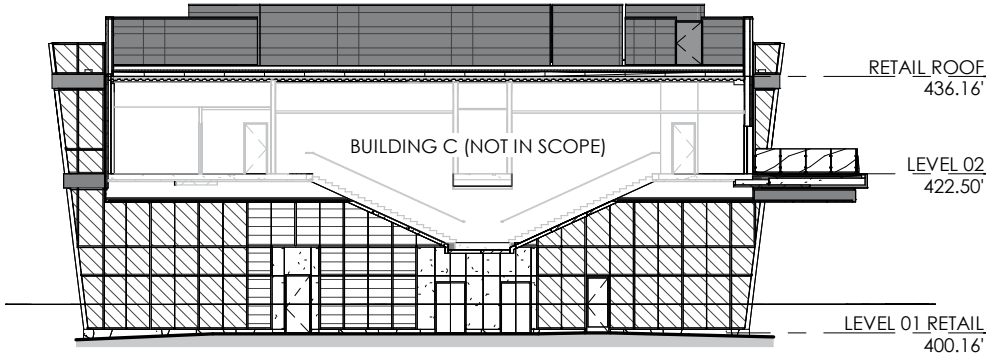 RETAIL ROOF
436.16'
BUILDING C (NOT IN SCOPE)
LEVEL 02
422.50'
LEVEL 01 RETAIL
400.16'